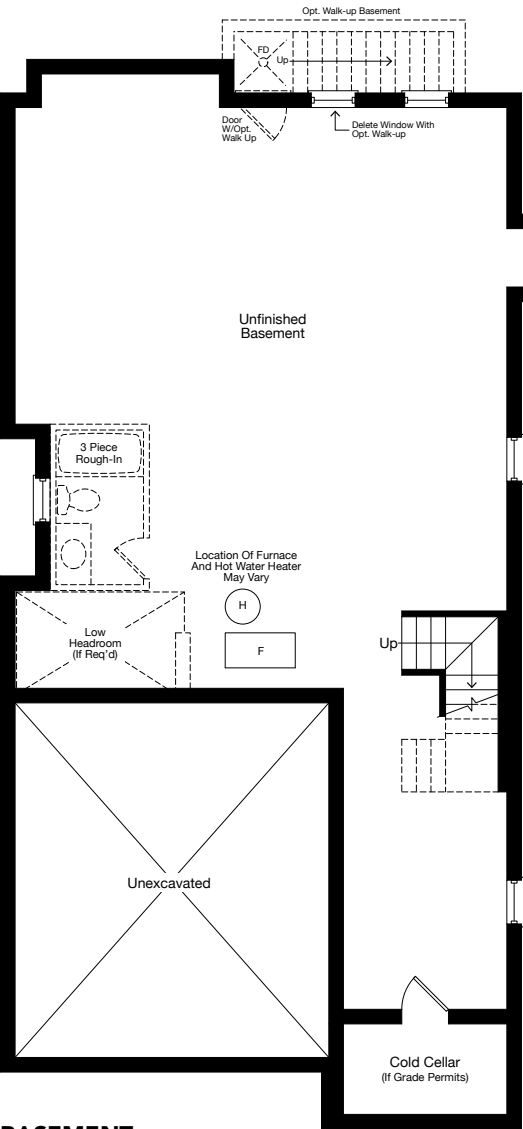 Opt. Walk-up Basement
FD
Up
Door
W/Opt.
Walk Up
Delete Window With
Opt. Walk-up
Unfinished
Basement
3 Piece
Rough-In
Location Of Furnace
And Hot Water Heater
May Vary
H
F
Low
Headroom
(If Req'd)
Up
Unexcavated
Cold Cellar
(If Grade Permits)
BASEMENT